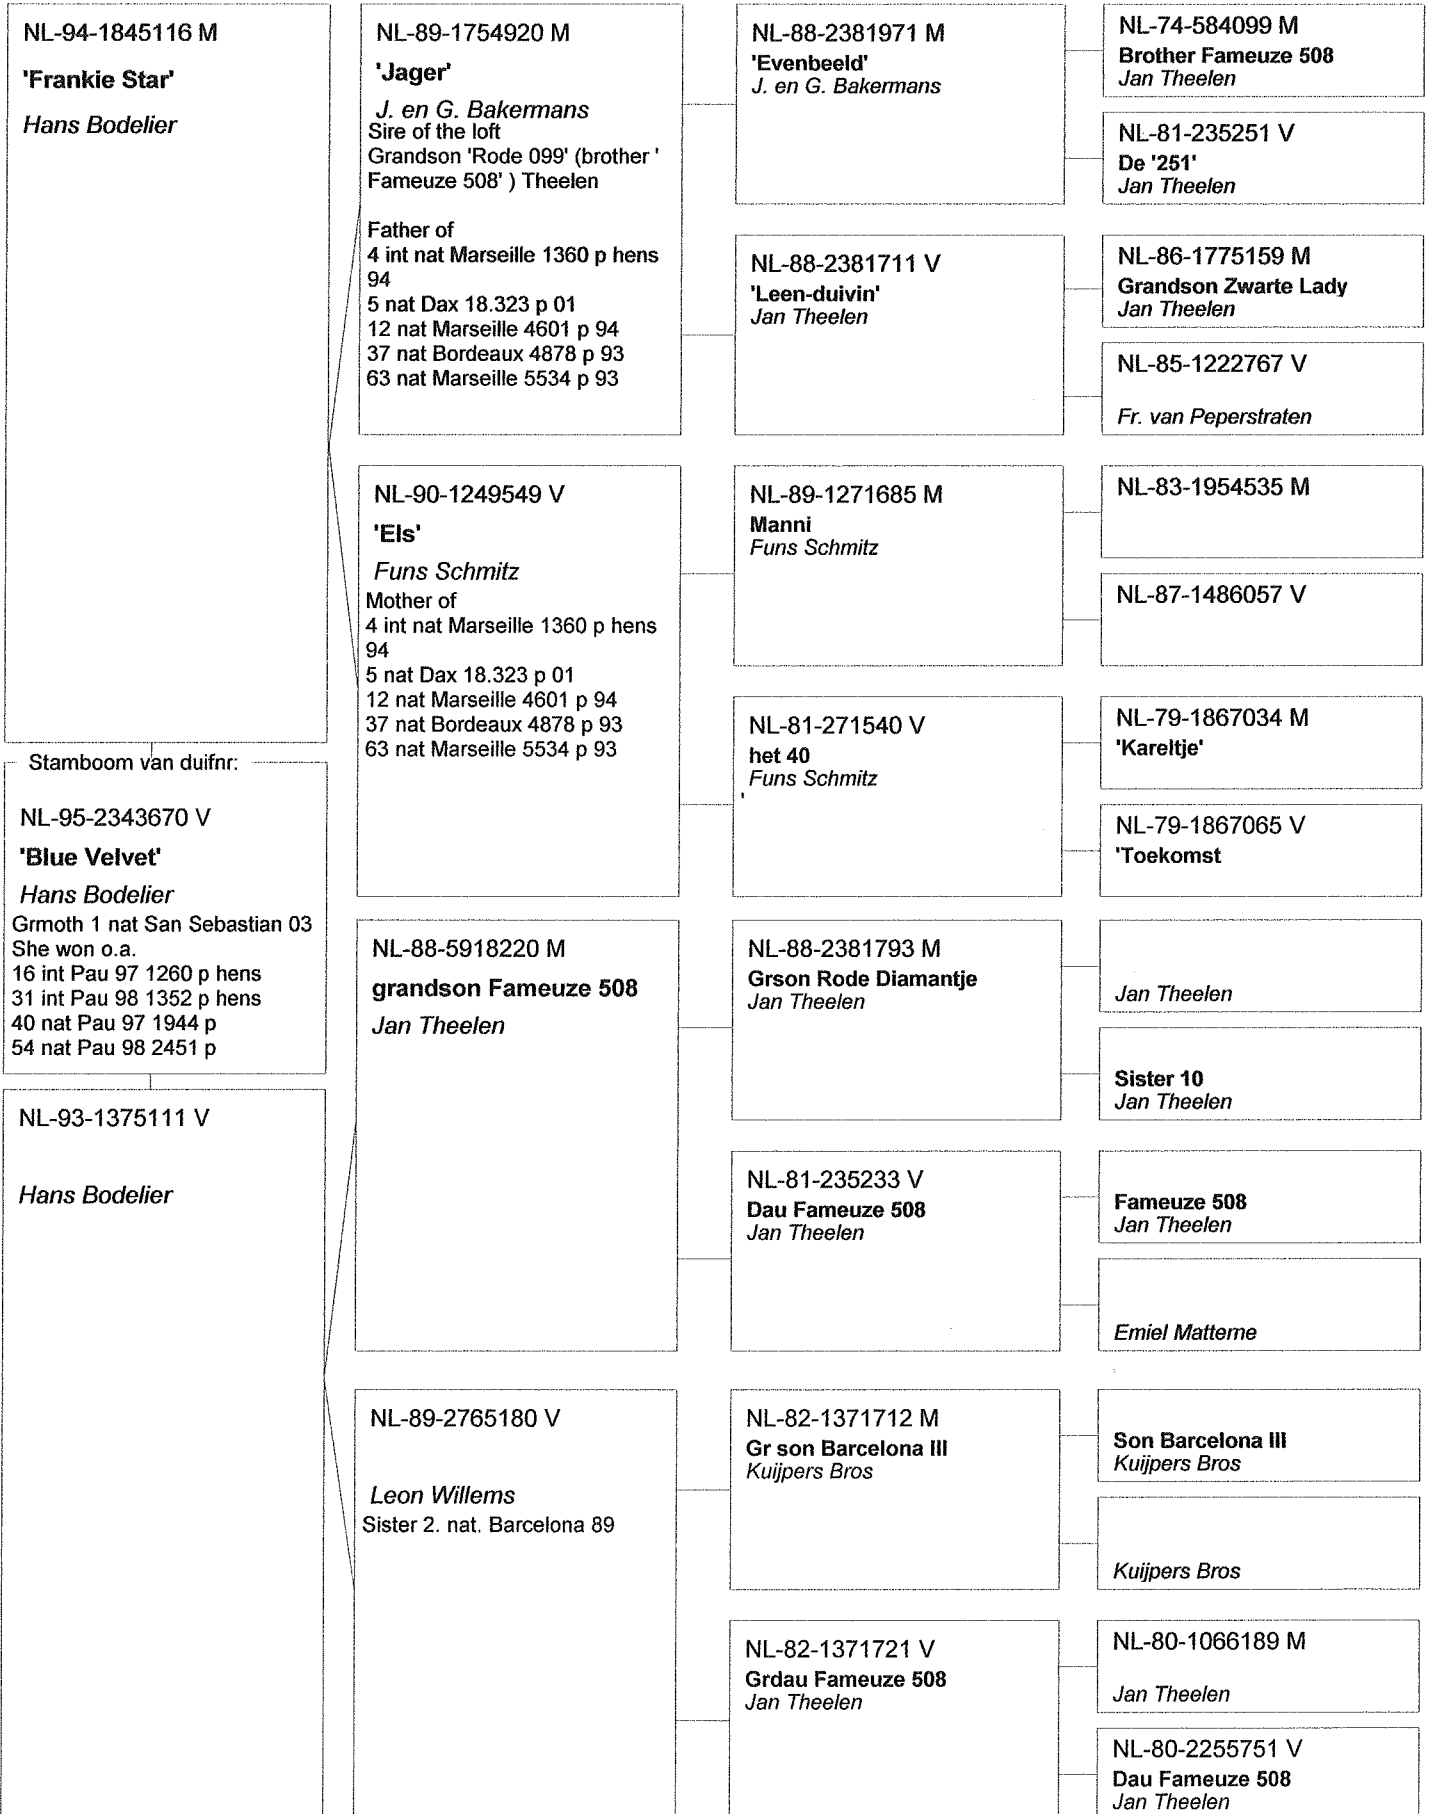 NL-94-1845116 M
'Frankie Star'
Hans Bodelier
Stamboom van duifnr:
NL-95-2343670 V
'Blue Velvet'
Hans Bodelier
Grmoth 1 nat San Sebastian 03
She won o.a.
16 int Pau 97 1260 p hens
31 int Pau 98 1352 p hens
40 nat Pau 97 1944 p
54 nat Pau 98 2451 p
NL-93-1375111 V
Hans Bodelier
NL-89-1754920 M
'Jager'
J. en G. Bakermans
Sire of the loft
Grandson 'Rode 099' (brother '
Fameuze 508' ) Theelen
Father of
4 int nat Marseille 1360 p hens
94
5 nat Dax 18.323 p 01
12 nat Marseille 4601 p 94
37 nat Bordeaux 4878 p 93
63 nat Marseille 5534 p 93
NL-90-1249549 V
'Els'
Funs Schmitz
Mother of
4 int nat Marseille 1360 p hens
94
5 nat Dax 18.323 p 01
12 nat Marseille 4601 p 94
37 nat Bordeaux 4878 p 93
63 nat Marseille 5534 p 93
NL-88-5918220 M
grandson Fameuze 508
Jan Theelen
NL-89-2765180 V
Leon Willems
Sister 2. nat. Barcelona 89
NL-88-2381971 M
'Evenbeeld'
J. en G. Bakermans
NL-88-2381711 V
'Leen-duivin'
Jan Theelen
NL-89-1271685 M
Manni
Funs Schmitz
NL-81-271540 V
het 40
Funs Schmitz
'
NL-88-2381793 M
Grson Rode Diamantje
Jan Theelen
NL-81-235233 V
Dau Fameuze 508
Jan Theelen
NL-82-1371712 M
Gr son Barcelona III
Kuijpers Bros
NL-82-1371721 V
Grdau Fameuze 508
Jan Theelen
NL-74-584099 M
Brother Fameuze 508
Jan Theelen
NL-81-235251 V
De '251'
Jan Theelen
NL-86-1775159 M
Grandson Zwarte Lady
Jan Theelen
NL-85-1222767 V
Fr. van Peperstraten
NL-83-1954535 M
NL-87-1486057 V
NL-79-1867034 M
'Kareltje'
NL-79-1867065 V
'Toekomst
Jan Theelen
Sister 10
Jan Theelen
Fameuze 508
Jan Theelen
Emiel Matterne
Son Barcelona III
Kuijpers Bros
Kuijpers Bros
NL-80-1066189 M
Jan Theelen
NL-80-2255751 V
Dau Fameuze 508
Jan Theelen